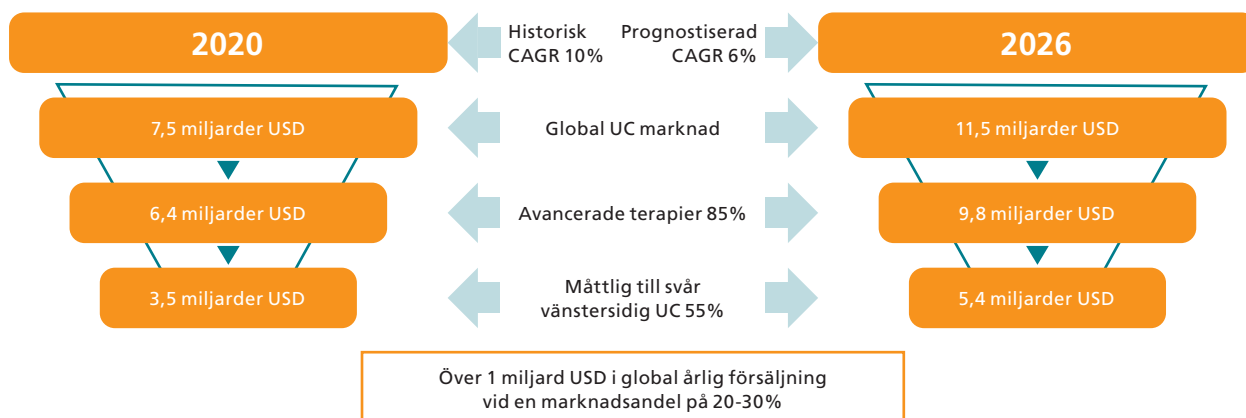 2020
Historisk
CAGR 10%
Prognostiserad
CAGR 6%
2026
7,5 miljarder USD
Global UC marknad
11,5 miljarder USD
6,4 miljarder USD
Avancerade terapier 85%
9,8 miljarder USD
3,5 miljarder USD
Måttlig till svår
vänstersidig UC 55%
5,4 miljarder USD
Över 1 miljard USD i global årlig försäljning
vid en marknadsandel på 20-30%